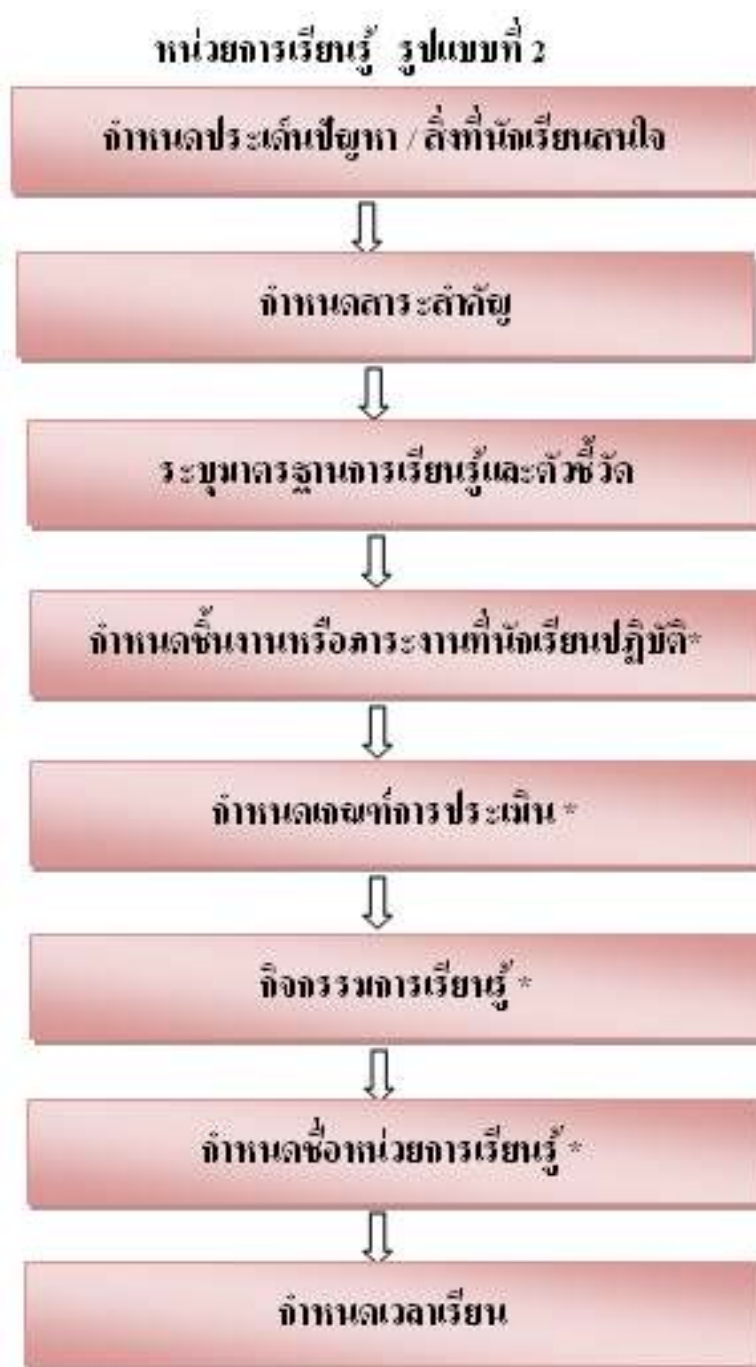 หน่วยการเรียนรู้ รูปแบบที่ 2
กำหนดประเด็นปัญหา / สิ่งที่นักเรียนสนใจ
กำหนดสาระสำคัญ
ระบุมาตรฐานการเรียนรู้และตัวชี้วัด
กำหนดชิ้นงานหรือภาระงานที่นักเรียนปฏิบัติ*
กำหนดเกณฑ์การประเมิน *
กิจกรรมการเรียนรู้ *
กำหนดชื่อหน่วยการเรียนรู้ *
กำหนดเวลาเรียน